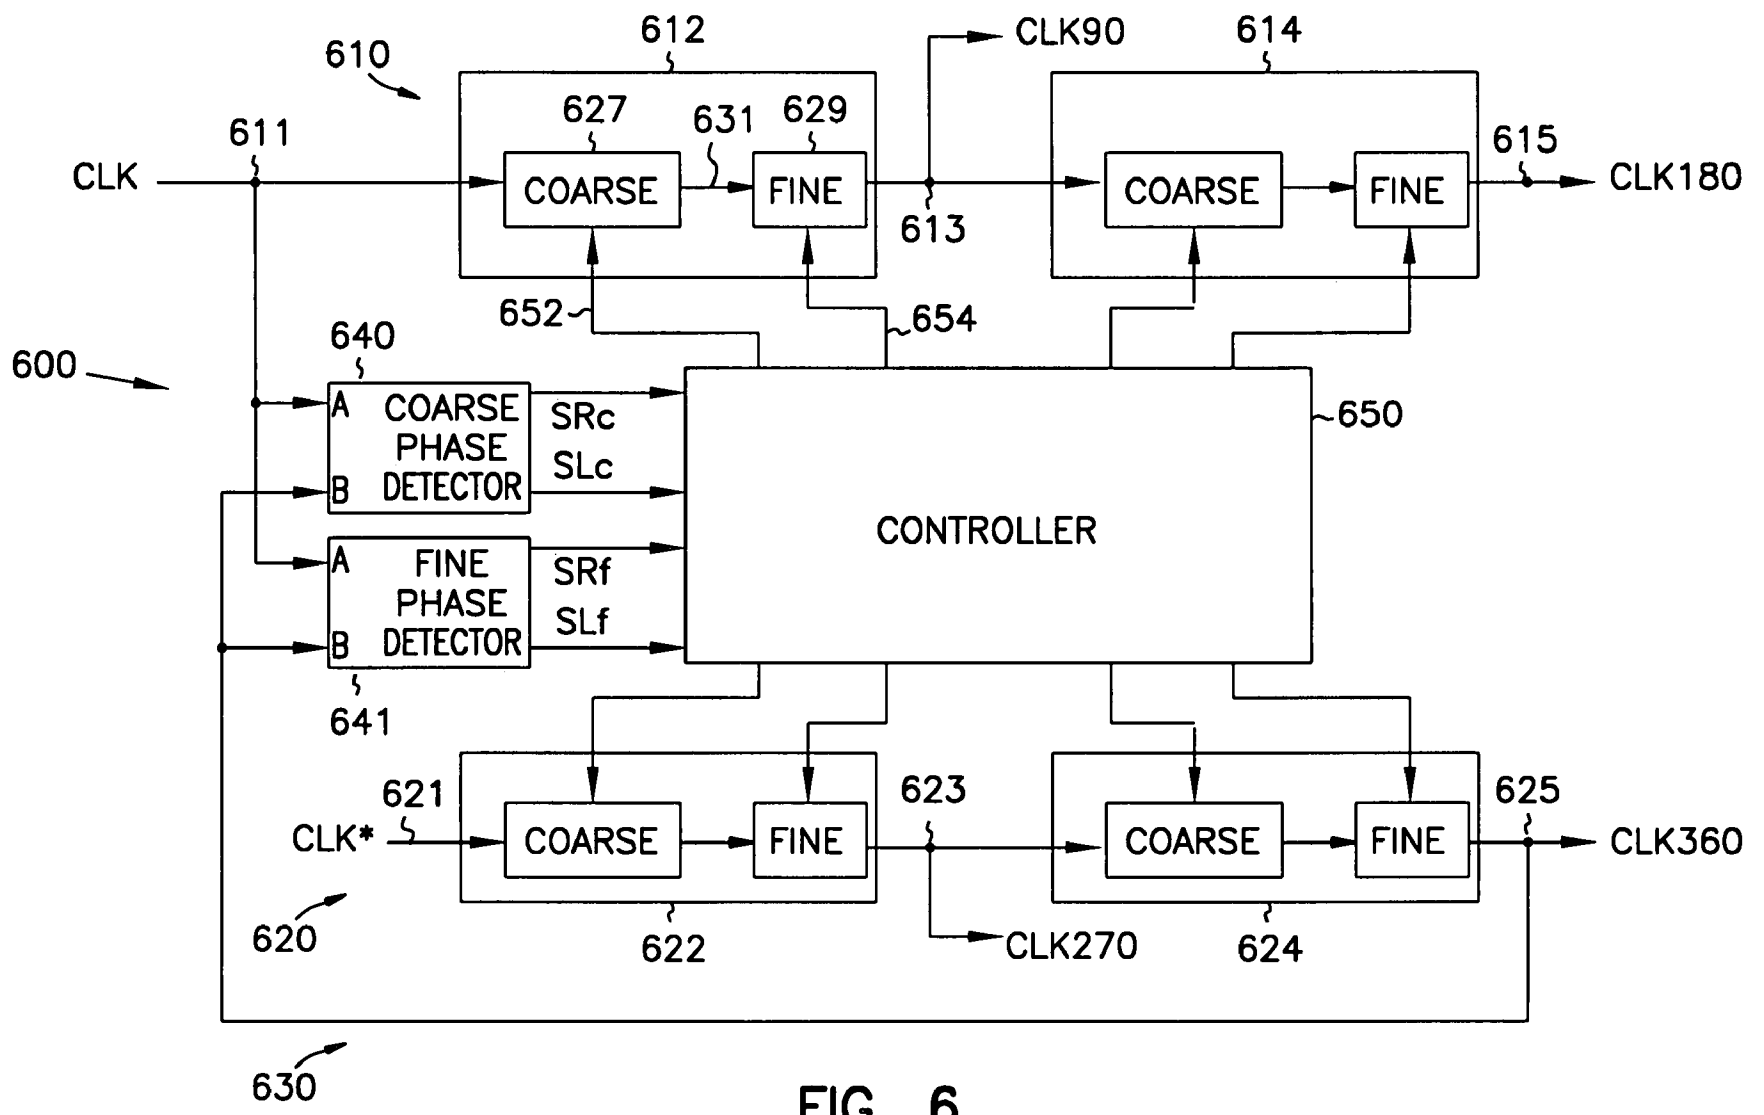 612
CLK90
614
610
627
631
629
611
615
CLK
COARSE
FINE
COARSE
FINE
CLK180
613
652
654
640
600
A
COARSE
PHASE
DETECTOR
B
SRc
SLc
650
CONTROLLER
A
FINE
PHASE
DETECTOR
B
SRf
SLf
641
621
623
625
CLK*
COARSE
FINE
COARSE
FINE
CLK360
620
622
CLK270
624
630
FIG. 6